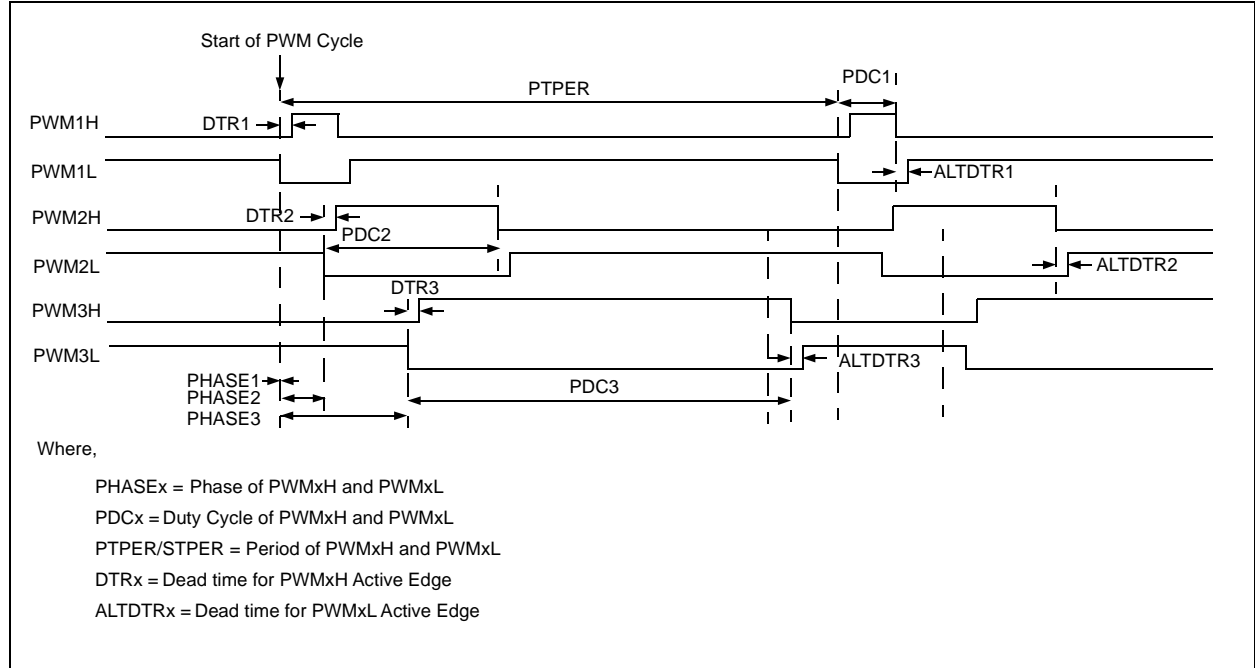 Start of PWM Cycle
PDC1
PTPER
PWM1H
DTR1
PWM1L
ALTDTR1
PWM2H
DTR2
PDC2
PWM2L
ALTDTR2
DTR3
PWM3H
PWM3L
ALTDTR3
PHASE1
PDC3
PHASE2
PHASE3
Where,
PHASEx = Phase of PWMxH and PWMxL
PDCx = Duty Cycle of PWMxH and PWMxL
PTPER/STPER = Period of PWMxH and PWMxL
DTRx = Dead time for PWMxH Active Edge
ALTDTRx = Dead time for PWMxL Active Edge